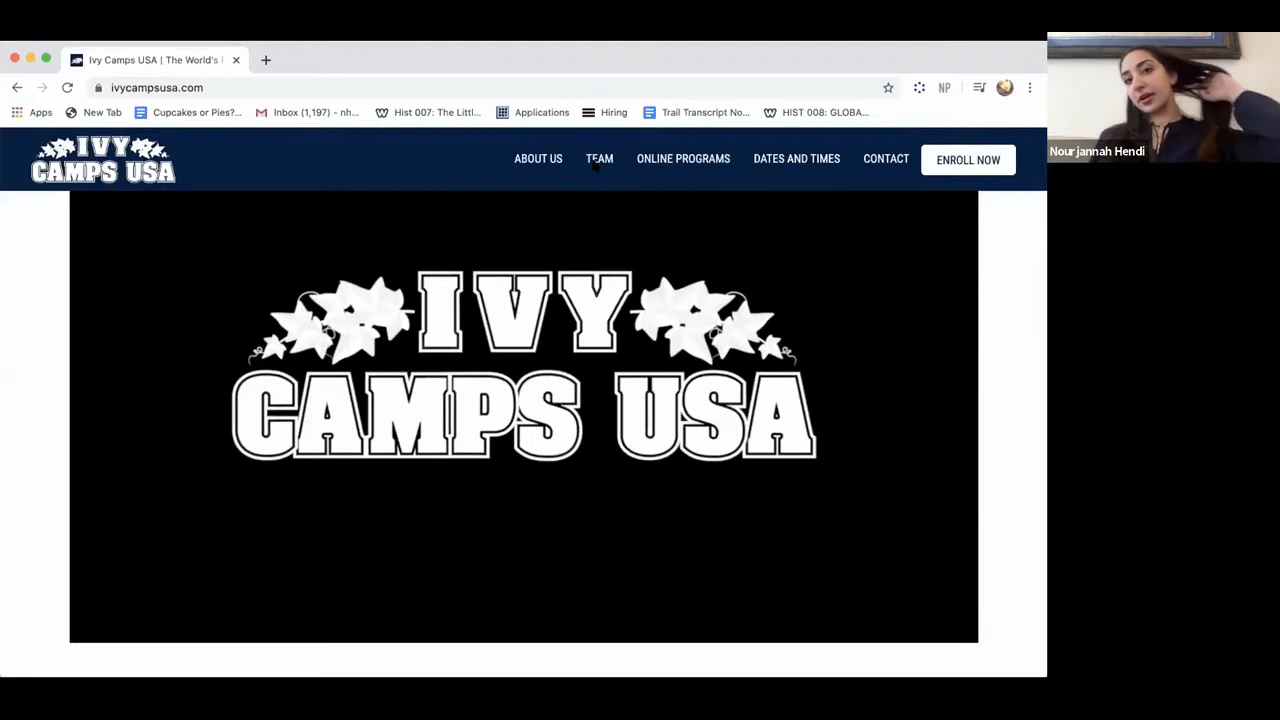 Ivy Camps USA | The World's
ivycampsusa.com
NP
Apps
New Tab
Cupcakes or Pies?...
Inbox (1,197) - nh...
Hist 007: The Littl...
Applications
Hiring
Trail Transcript No...
HIST 008: GLOBA...
IVY
CAMPS USA
ABOUT US
TEAM
ONLINE PROGRAMS
DATES AND TIMES
CONTACT
ENROLL NOW
Nour jannah Hendi
IVY
CAMPS USA